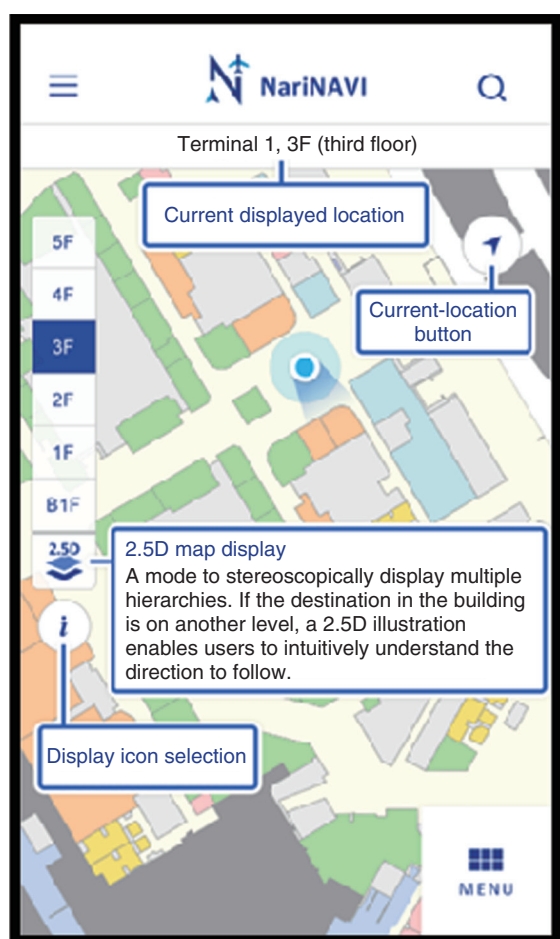 NariNAVI
Terminal 1, 3F (third floor)
Current displayed location
5F
4F
3F
2F
1F
B1F
2.5D
Current-location
button
2.5D map display
A mode to stereoscopically display multiple
hierarchies. If the destination in the building
is on another level, a 2.5D illustration
enables users to intuitively understand the
direction to follow.
i
Display icon selection
MENU